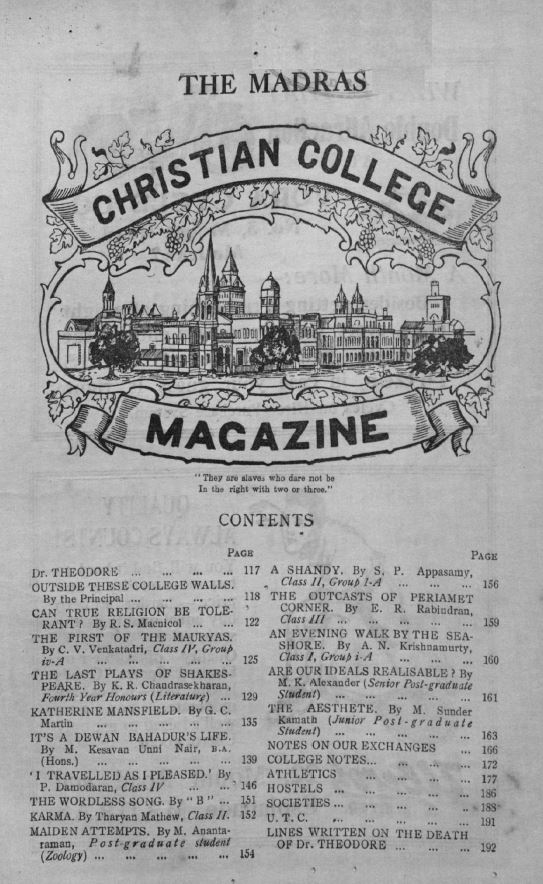 THE MADRAS
CHRISTIAN COLLEGE
MAGAZINE
"They are slaves who dare not be
In the right with two or three."
CONTENTS
PAGE
Dr. THEODORE ... ... ... ... 117
OUTSIDE THESE COLLEGE WALLS.
By the Principal ... ... ... ... 118
CAN TRUE RELIGION BE TOLE-
RANT? By R. S. Macnicol ... ... 122
THE FIRST OF THE MAURYAS.
By C. V. Venkatadri, Class IV, Group
iv-A ... ... ... ... ... 125
THE LAST PLAYS OF SHAKES-
PEARE. By K. R. Chandrasekharan,
Fourth Year Honours (Literature) ... 129
KATHERINE MANSFIELD. By G. C.
Martin ... ... ... ... ... 135
IT'S A DEWAN BAHADUR'S LIFE.
By M. Kesavan Unni Nair, B.A.
(Hons.) ... ... ... ... ... 139
'I TRAVELLED AS I PLEASED.' By
P. Damodaran, Class IV ... ... 146
THE WORDLESS SONG. By "B" ... 151
KARMA. By Tharyan Mathew, Class II. 152
MAIDEN ATTEMPTS. By M. Ananta-
raman, Post-graduate student
(Zoology) ... ... ... ... ... 154
PAGE
A SHANDY. By S. P. Appasamy,
Class II, Group I-A ... ... ... 156
THE OUTCASTS OF PERIAMET
CORNER. By E. R. Rabindran,
Class III ... ... ... ... ... 159
AN EVENING WALK BY THE SEA-
SHORE. By A. N. Krishnamurty,
Class I, Group i-A ... ... ... 160
ARE OUR IDEALS REALISABLE? By
M. K. Alexander (Senior Post-graduate
Student) ... ... ... ... ... 161
THE AESTHETE. By M. Sunder
Kamath (Junior Post-graduate
Student) ... ... ... ... ... 163
NOTES ON OUR EXCHANGES ... 166
COLLEGE NOTES... ... ... ... 172
ATHLETICS ... ... ... ... 177
HOSTELS ... ... ... ... ... 186
SOCIETIES... ... ... ... ... 188
U. T. C. ... ... ... ... ... 191
LINES WRITTEN ON THE DEATH
OF Dr. THEODORE ... ... ... 192